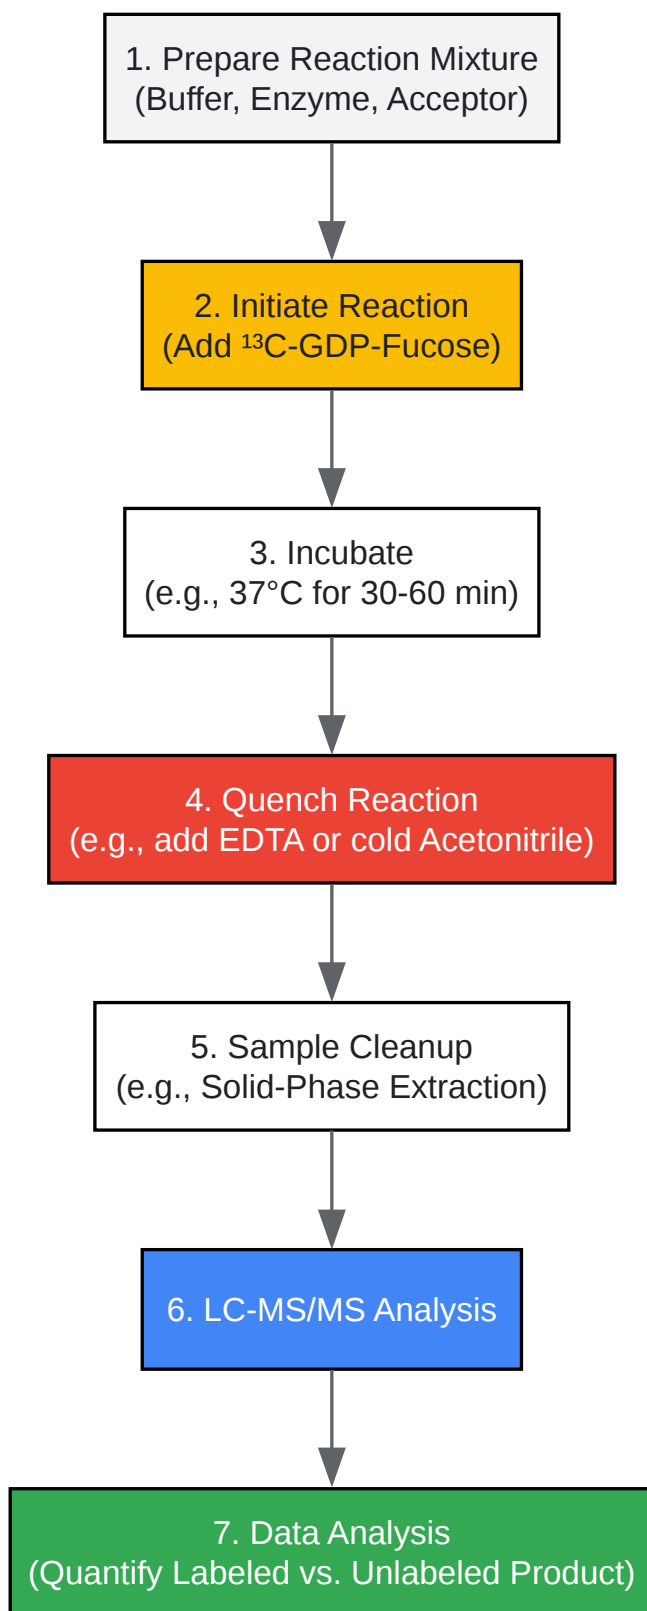 1. Prepare Reaction Mixture
(Buffer, Enzyme, Acceptor)
2. Initiate Reaction
(Add ¹³C-GDP-Fucose)
3. Incubate
(e.g., 37°C for 30-60 min)
4. Quench Reaction
(e.g., add EDTA or cold Acetonitrile)
5. Sample Cleanup
(e.g., Solid-Phase Extraction)
6. LC-MS/MS Analysis
7. Data Analysis
(Quantify Labeled vs. Unlabeled Product)